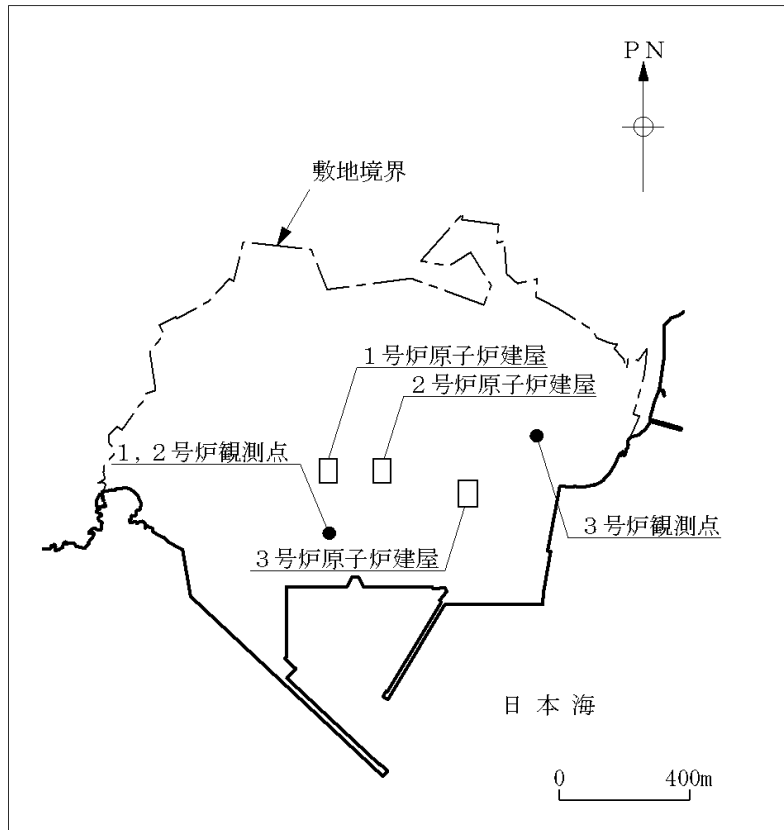 PN
敷地境界
1号炉原子炉建屋
2号炉原子炉建屋
1,2号炉観測点
3号炉観測点
3号炉原子炉建屋
日本海
0 400m